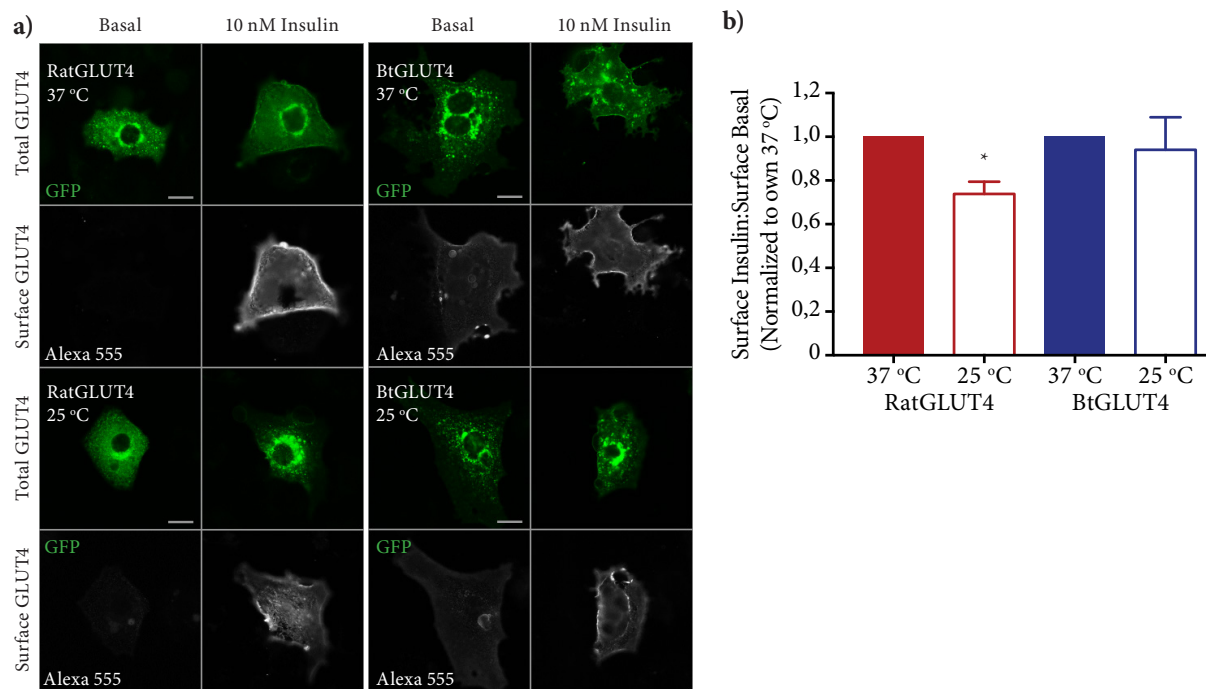 a)
Basal
10 nM Insulin
Basal
10 nM Insulin
Total GLUT4
RatGLUT4
37 °C
GFP
BtGLUT4
37 °C
Surface GLUT4
Alexa 555
Alexa 555
Total GLUT4
RatGLUT4
25 °C
BtGLUT4
25 °C
Surface GLUT4
GFP
Alexa 555
Alexa 555
b)
Surface Insulin:Surface Basal
(Normalized to own 37 °C)
1,2
1,0
0,8
0,6
0,4
0,2
0
*
37 °C
25 °C
37 °C
25 °C
RatGLUT4
BtGLUT4